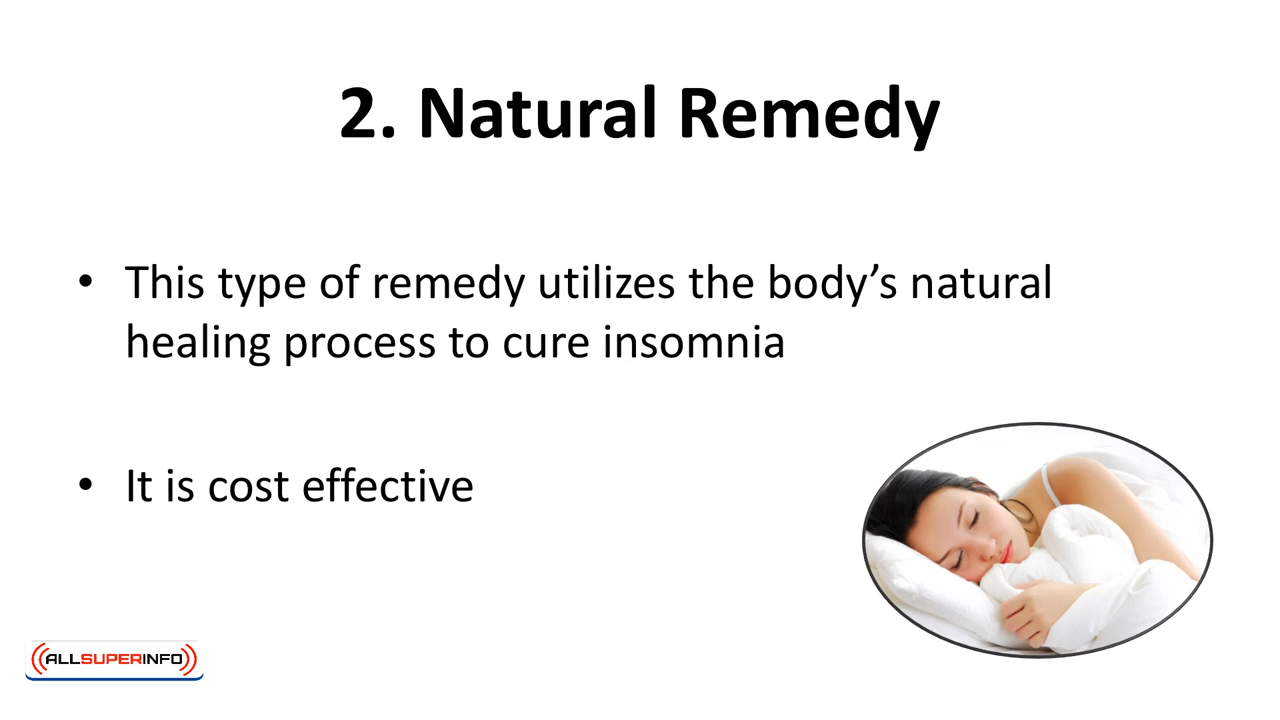 2. Natural Remedy
• This type of remedy utilizes the body’s natural
healing process to cure insomnia
• It is cost effective
((ALLSUPERINFO))